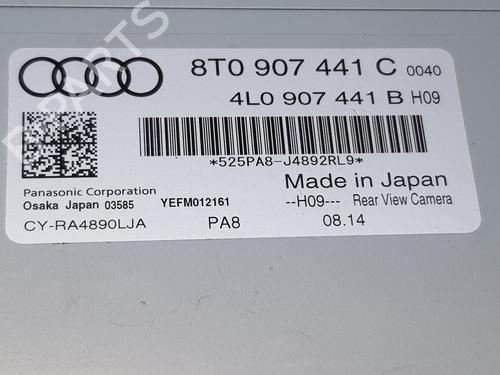 8T0 907 441 C 0040
4L0 907 441 B H09
*525PA8-J4892RL9*
Panasonic Corporation
Osaka Japan 03585 YEFM012161
Made in Japan
--H09--- Rear View Camera
CY-RA4890LJA PA8 08.14
PARTS